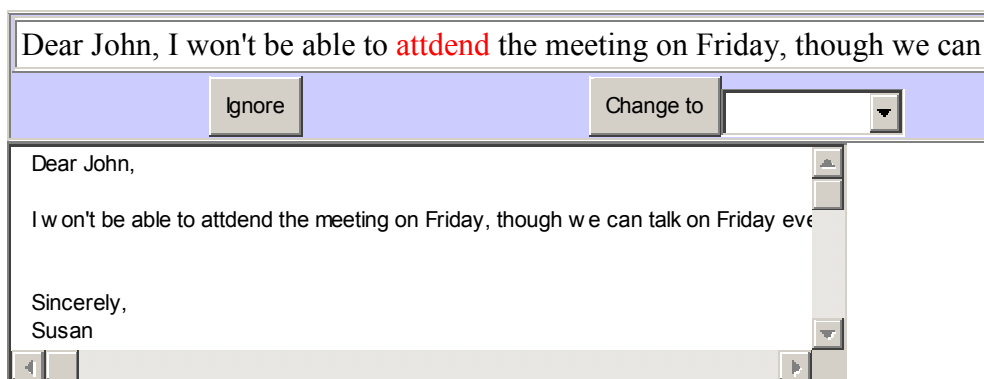 Dear John, I won't be able to attdend the meeting on Friday, though we can
Ignore
Change to
Dear John,
I won't be able to attdend the meeting on Friday, though we can talk on Friday eve
Sincerely,
Susan